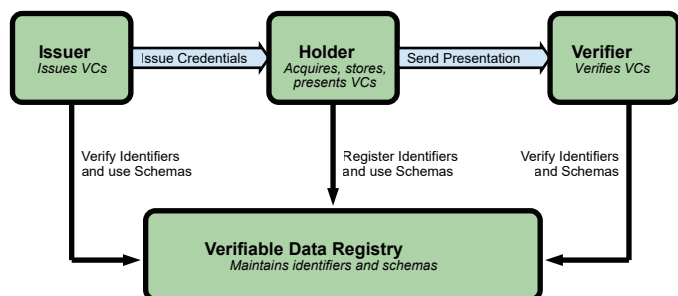 Issuer
Issues VCs
Issue Credentials
Holder
Acquires, stores,
presents VCs
Send Presentation
Verifier
Verifies VCs
Verify Identifiers
and use Schemas
Register Identifiers
and use Schemas
Verify Identifiers
and Schemas
Verifiable Data Registry
Maintains identifiers and schemas